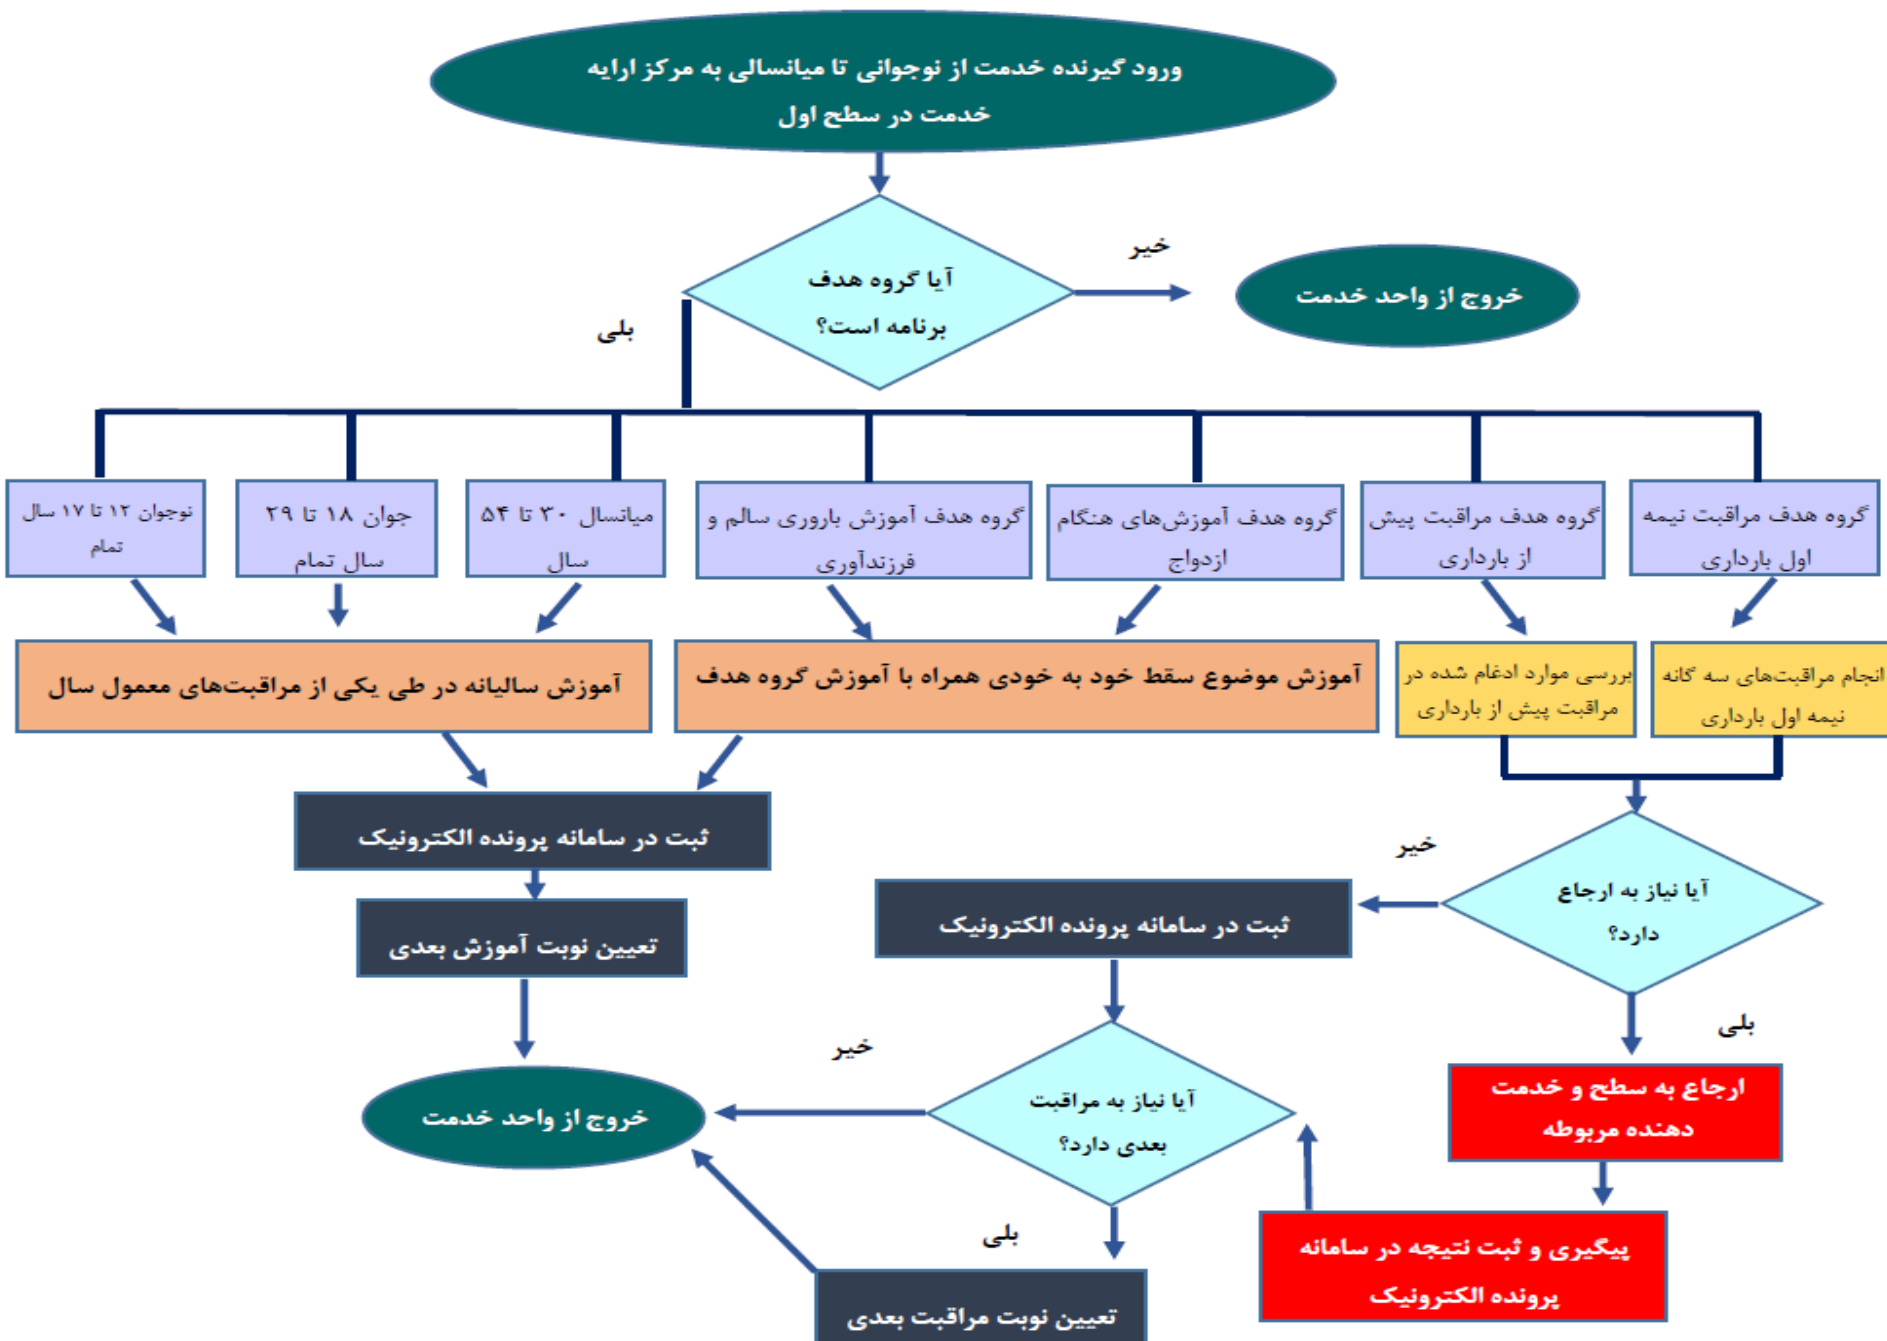 ورود گیرنده خدمت از نوجوانی تا میانسالی به مرکز ارایه
خدمت در سطح اول
آیا گروه هدف
برنامه است؟
خیر
خروج از واحد خدمت
بلی
گروه هدف مراقبت نیمه
اول بارداری
گروه هدف مراقبت پیش
از بارداری
گروه هدف آموزش‌های هنگام
ازدواج
گروه هدف آموزش باروری سالم و
فرزندآوری
میانسال ۳۰ تا ۵۴
سال
جوان ۱۸ تا ۲۹
سال تمام
نوجوان ۱۲ تا ۱۷ سال
تمام
انجام مراقبت‌های سه گانه
نیمه اول بارداری
بررسی موارد ادغام شده در
مراقبت پیش از بارداری
آموزش موضوع سقط خود به خودی همراه با آموزش گروه هدف
آموزش سالیانه در طی یکی از مراقبت‌های معمول سال
ثبت در سامانه پرونده الکترونیک
تعیین نوبت آموزش بعدی
خروج از واحد خدمت
آیا نیاز به ارجاع
دارد؟
خیر
ثبت در سامانه پرونده الکترونیک
بلی
ارجاع به سطح و خدمت
دهنده مربوطه
پیگیری و ثبت نتیجه در سامانه
پرونده الکترونیک
آیا نیاز به مراقبت
بعدی دارد؟
خیر
بلی
تعیین نوبت مراقبت بعدی